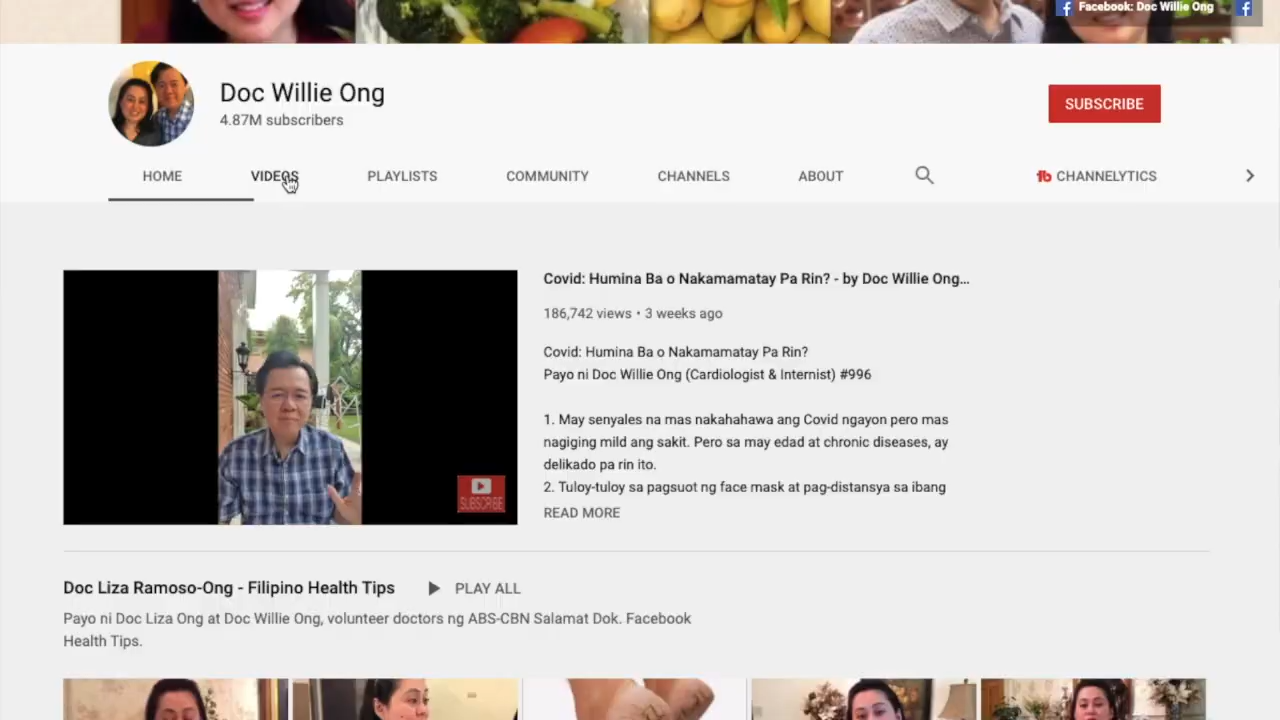 Facebook: Doc Willie Ong
Doc Willie Ong
4.87M subscribers
SUBSCRIBE
HOME
VIDEOS
PLAYLISTS
COMMUNITY
CHANNELS
ABOUT
CHANNELYTICS
Covid: Humina Ba o Nakamamatay Pa Rin? - by Doc Willie Ong...
186,742 views • 3 weeks ago
Covid: Humina Ba o Nakamamatay Pa Rin?
Payo ni Doc Willie Ong (Cardiologist & Internist) #996
1. May senyales na mas nakahahawa ang Covid ngayon pero mas
nagiging mild ang sakit. Pero sa may edad at chronic diseases, ay
delikado pa rin ito.
2. Tuloy-tuloy sa pagsuot ng face mask at pag-distansya sa ibang
READ MORE
SUBSCRIBE
Doc Liza Ramoso-Ong - Filipino Health Tips
PLAY ALL
Payo ni Doc Liza Ong at Doc Willie Ong, volunteer doctors ng ABS-CBN Salamat Dok. Facebook
Health Tips.